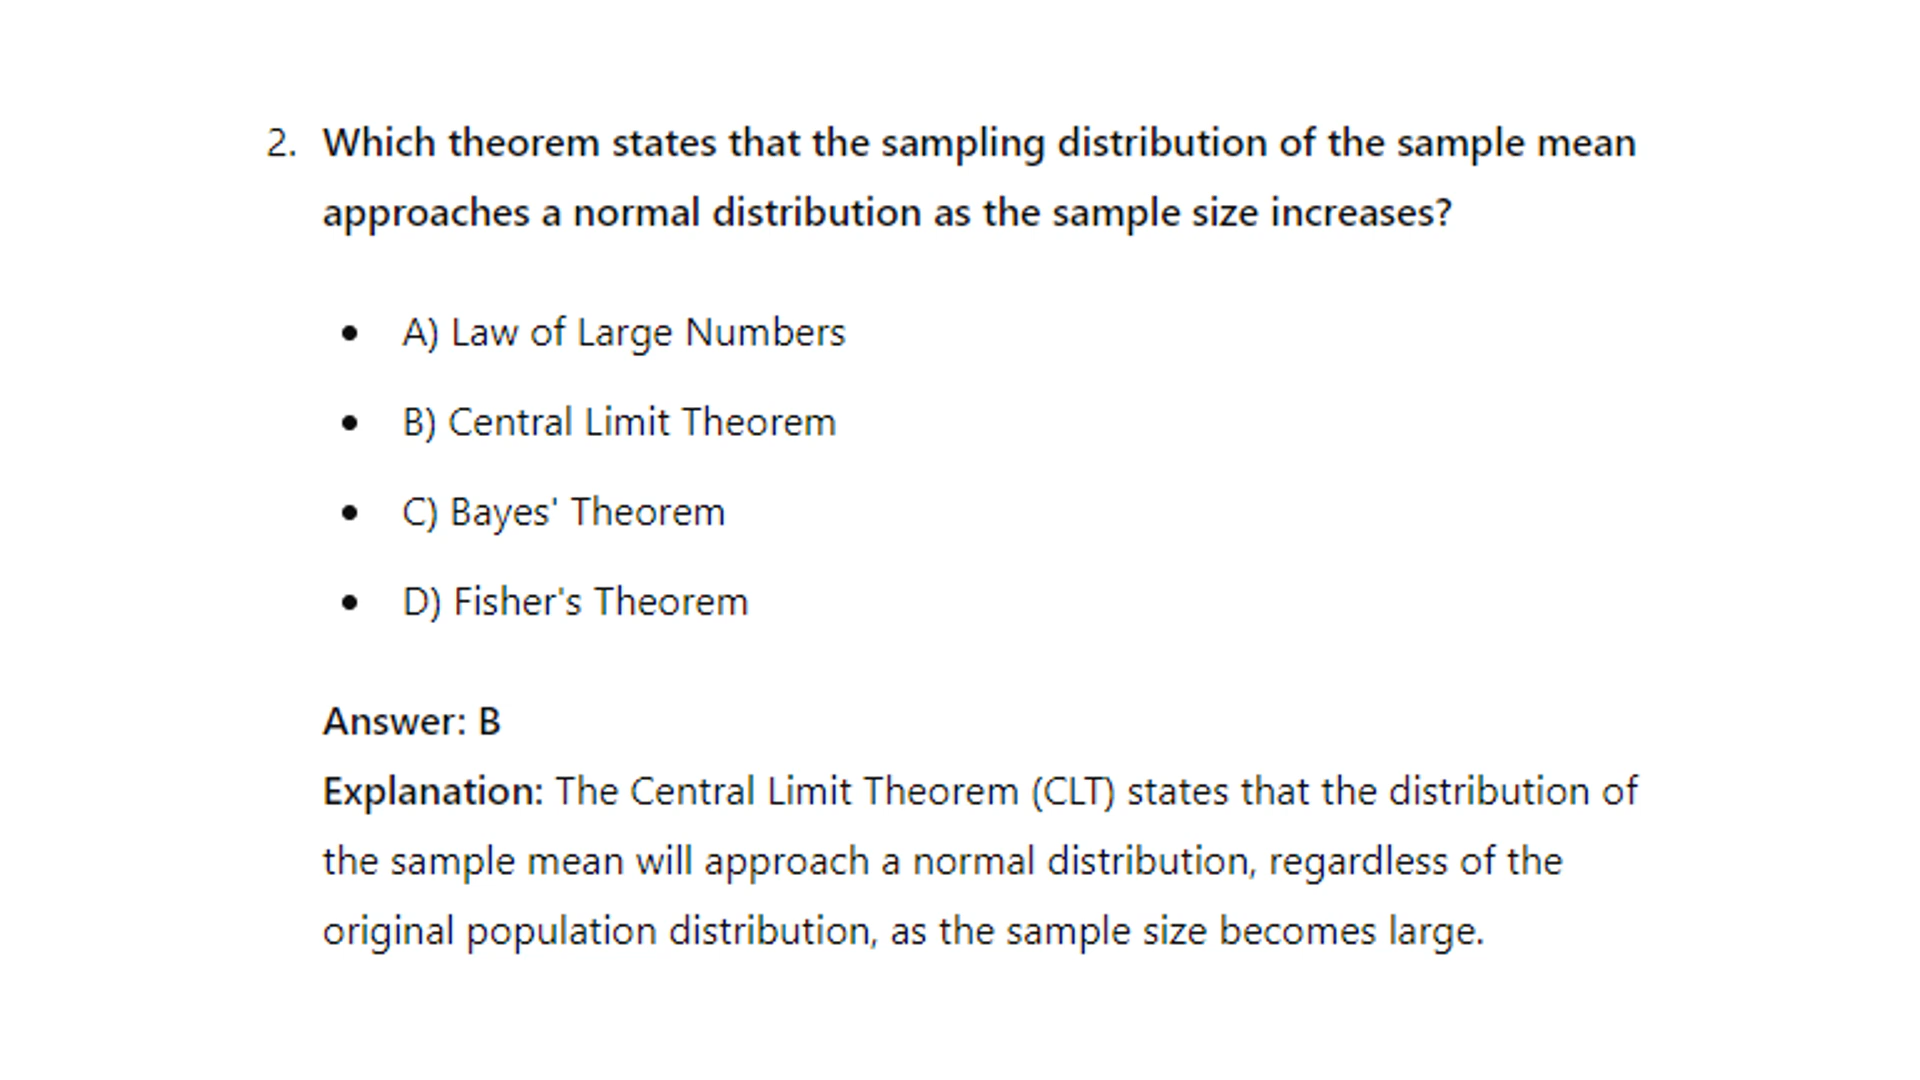 2. Which theorem states that the sampling distribution of the sample mean
approaches a normal distribution as the sample size increases?
• A) Law of Large Numbers
• B) Central Limit Theorem
• C) Bayes' Theorem
• D) Fisher's Theorem
Answer: B
Explanation: The Central Limit Theorem (CLT) states that the distribution of
the sample mean will approach a normal distribution, regardless of the
original population distribution, as the sample size becomes large.